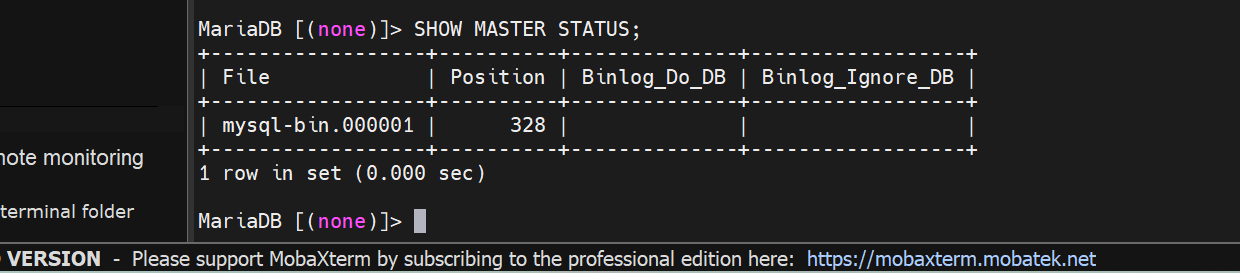 MariaDB [(none)]> SHOW MASTER STATUS;
+------------------+----------+--------------+------------------+
| File             | Position | Binlog_Do_DB | Binlog_Ignore_DB |
+------------------+----------+--------------+------------------+
| mysql-bin.000001 |      328 |              |                  |
+------------------+----------+--------------+------------------+
1 row in set (0.000 sec)
MariaDB [(none)]>
monitoring
terminal folder
VERSION - Please support MobaXterm by subscribing to the professional edition here: https://mobaxterm.mobatek.net